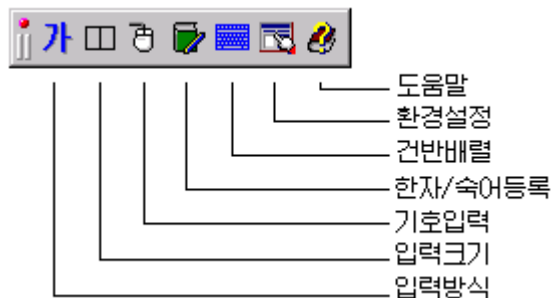 가
도움말
환경설정
건반배렬
한자/숙어등록
기호입력
입력크기
입력방식